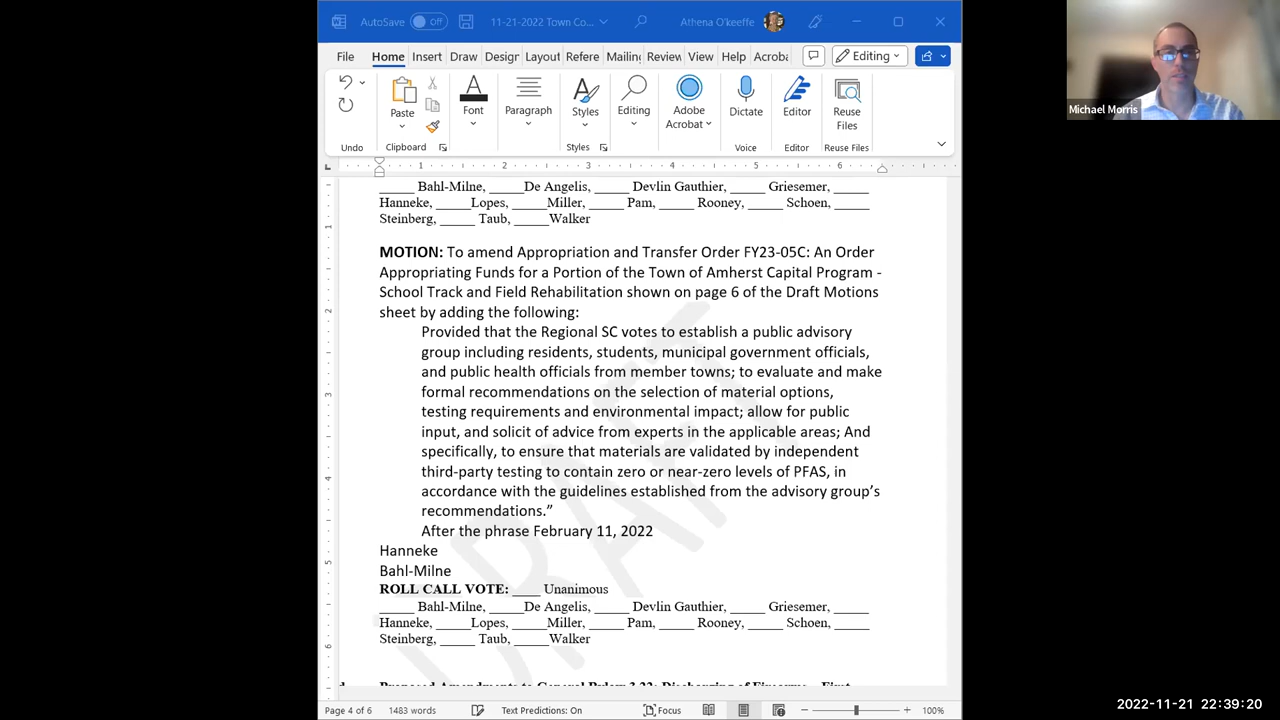 AutoSave Off 11-21-2022 Town Co... Athena O'keeffe
File Home Insert Draw Design Layout Refere Mailing Review View Help Acroba Editing
Paste Font Paragraph Styles Editing Adobe Acrobat Dictate Editor Reuse Files
Undo Clipboard Styles Voice Editor Reuse Files
1 2 3 4 5 6
_____ Bahl-Milne, _____De Angelis, _____ Devlin Gauthier, _____ Griesemer, _____
Hanneke, _____Lopes, _____Miller, _____ Pam, _____ Rooney, _____ Schoen, _____
Steinberg, _____ Taub, _____Walker
MOTION: To amend Appropriation and Transfer Order FY23-05C: An Order
Appropriating Funds for a Portion of the Town of Amherst Capital Program -
School Track and Field Rehabilitation shown on page 6 of the Draft Motions
sheet by adding the following:
Provided that the Regional SC votes to establish a public advisory
group including residents, students, municipal government officials,
and public health officials from member towns; to evaluate and make
formal recommendations on the selection of material options,
testing requirements and environmental impact; allow for public
input, and solicit of advice from experts in the applicable areas; And
specifically, to ensure that materials are validated by independent
third-party testing to contain zero or near-zero levels of PFAS, in
accordance with the guidelines established from the advisory group's
recommendations.”
After the phrase February 11, 2022
Hanneke
Bahl-Milne
ROLL CALL VOTE: ____ Unanimous
_____ Bahl-Milne, _____De Angelis, _____ Devlin Gauthier, _____ Griesemer, _____
Hanneke, _____Lopes, _____Miller, _____ Pam, _____ Rooney, _____ Schoen, _____
Steinberg, _____ Taub, _____Walker
DRAFT
Page 4 of 6 1483 words Text Predictions: On Focus 100%
Michael Morris
2022-11-21 22:39:20